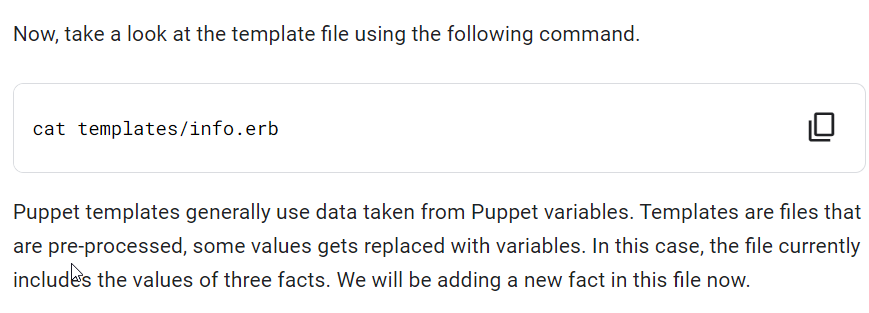 Now, take a look at the template file using the following command.
cat templates/info.erb
Puppet templates generally use data taken from Puppet variables. Templates are files that
are pre-processed, some values gets replaced with variables. In this case, the file currently
includes the values of three facts. We will be adding a new fact in this file now.